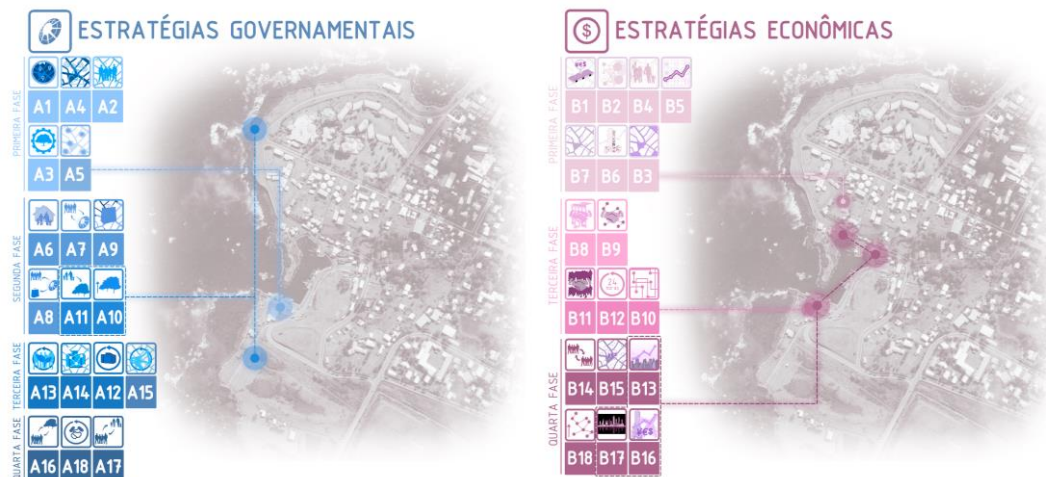 ESTRATÉGIAS GOVERNAMENTAIS
PRIMEIRA FASE
A1 A4 A2
A3 A5
SEGUNDA FASE
A6 A7 A9
A8 A11 A10
TERCEIRA FASE
A13 A14 A12 A15
QUARTA FASE
A16 A18 A17
$ ESTRATÉGIAS ECONÔMICAS
PRIMEIRA FASE
B1 B2 B4 B5
B7 B6 B3
TERCEIRA FASE
B8 B9
24
B11 B12 B10
QUARTA FASE
B14 B15 B13
B18 B17 B16